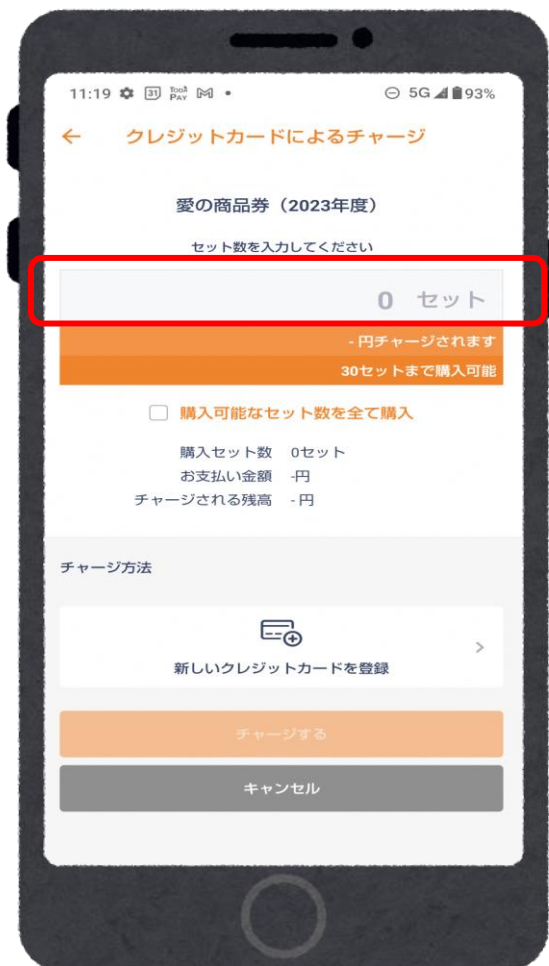 11:19 31 TooT PAY 5G 93%
← クレジットカードによるチャージ
愛の商品券（2023年度）
セット数を入力してください
0 セット
- 円チャージされます
30セットまで購入可能
購入可能なセット数を全て購入
購入セット数 0セット
お支払い金額 -円
チャージされる残高 - 円
チャージ方法
新しいクレジットカードを登録 >
チャージする
キャンセル